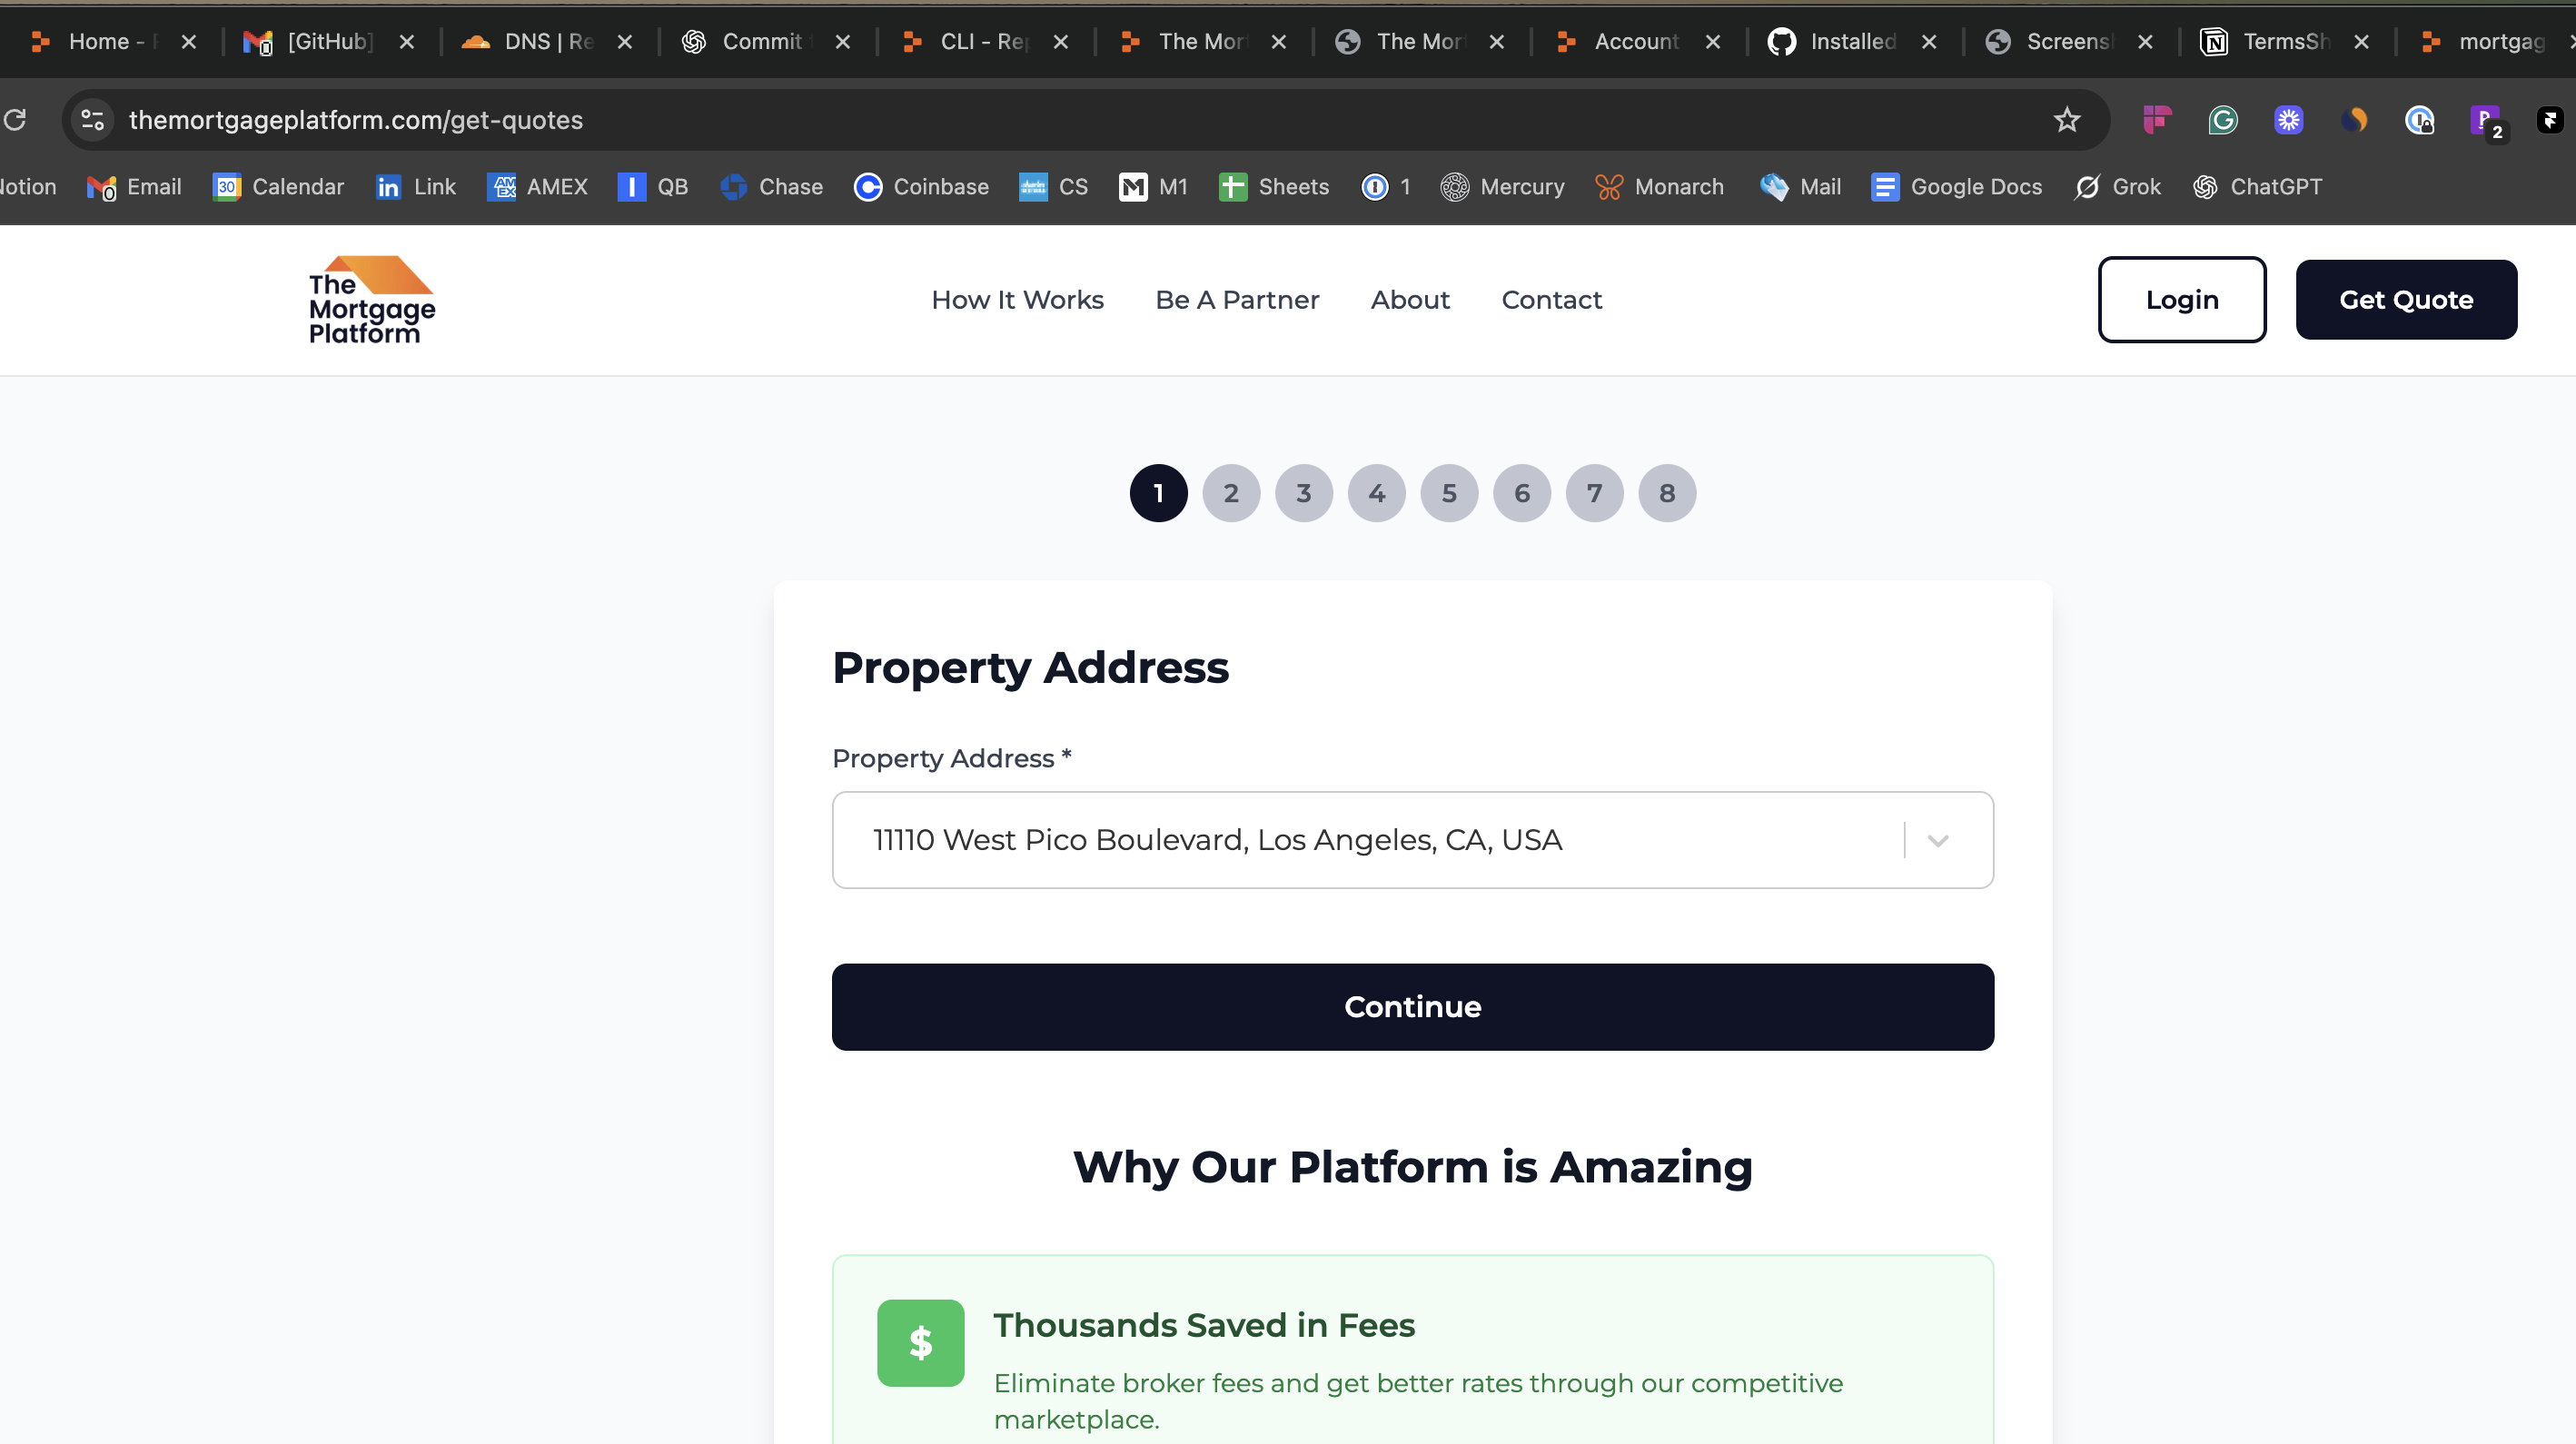 Home -
[GitHub]
DNS | Re
Commit
CLI - Rep
The Mor
The Mor
Account
Installed
Screens
TermsSh
mortgag
themortgageplatform.com/get-quotes
2
Notion
Email
Calendar
Link
AMEX
QB
Chase
Coinbase
CS
M1
Sheets
1
Mercury
Monarch
Mail
Google Docs
Grok
ChatGPT
The
Mortgage
Platform
How It Works
Be A Partner
About
Contact
Login
Get Quote
1 2 3 4 5 6 7 8
Property Address
Property Address *
11110 West Pico Boulevard, Los Angeles, CA, USA
Continue
Why Our Platform is Amazing
$
Thousands Saved in Fees
Eliminate broker fees and get better rates through our competitive
marketplace.